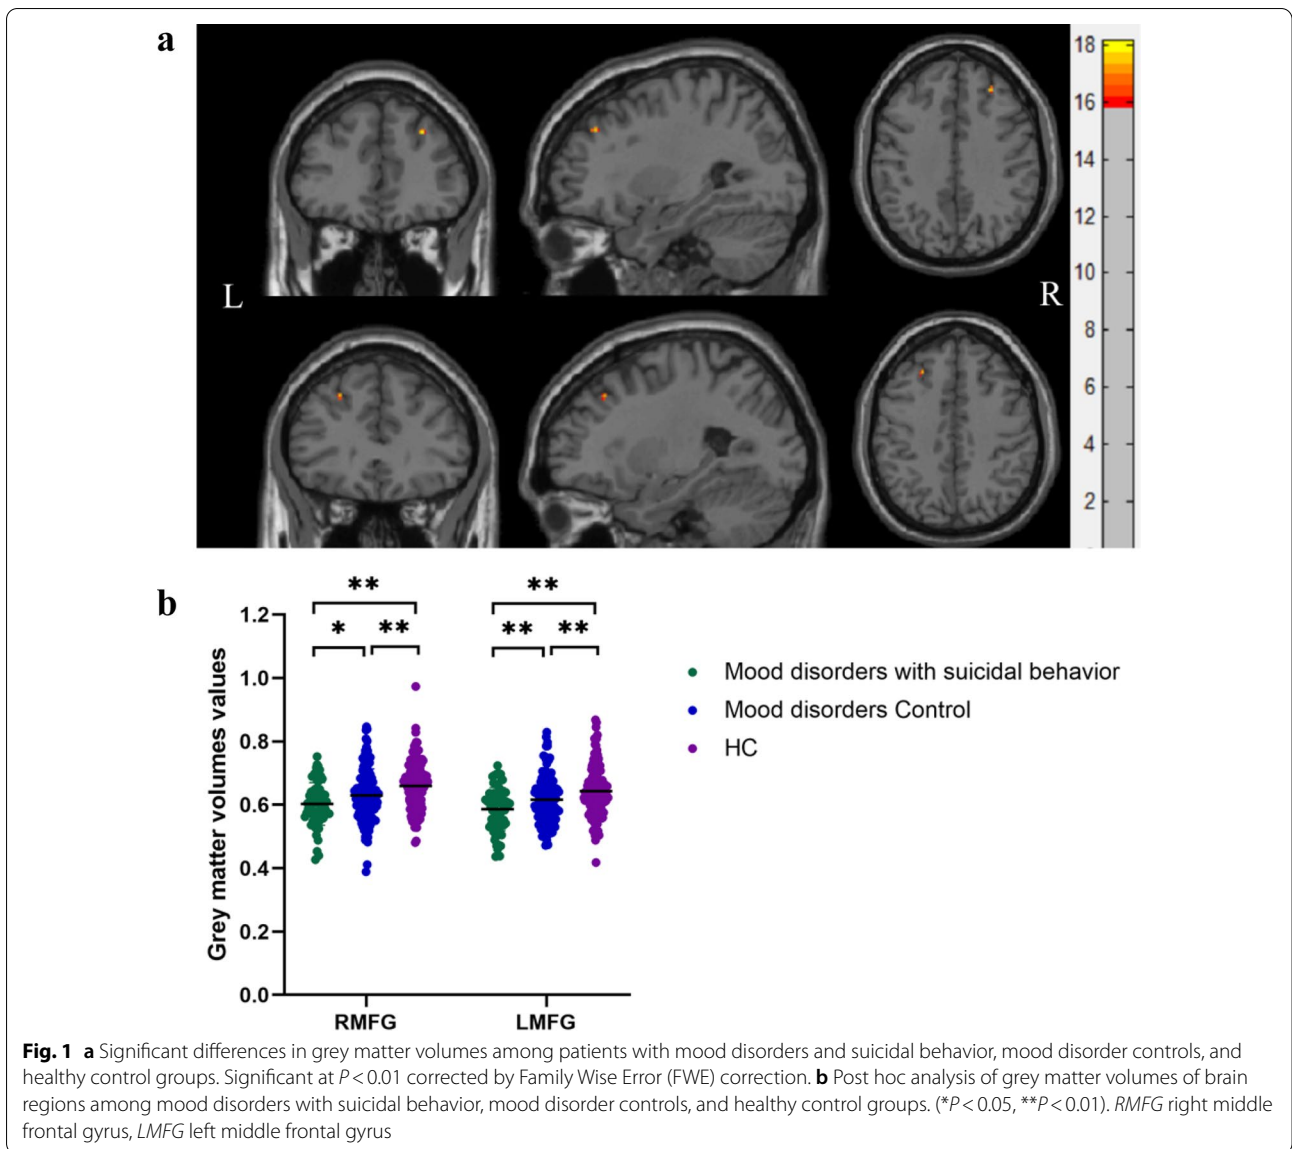 a
L
R
18
16
14
12
10
8
6
4
2
b
** **
* ** ** **
1.2
1.0
0.8
0.6
0.4
0.2
0.0
Grey matter volumes values
RMFG LMFG
Mood disorders with suicidal behavior
Mood disorders Control
HC
Fig. 1 a Significant differences in grey matter volumes among patients with mood disorders and suicidal behavior, mood disorder controls, and
healthy control groups. Significant at P < 0.01 corrected by Family Wise Error (FWE) correction. b Post hoc analysis of grey matter volumes of brain
regions among mood disorders with suicidal behavior, mood disorder controls, and healthy control groups. (*P < 0.05, **P < 0.01). RMFG right middle
frontal gyrus, LMFG left middle frontal gyrus